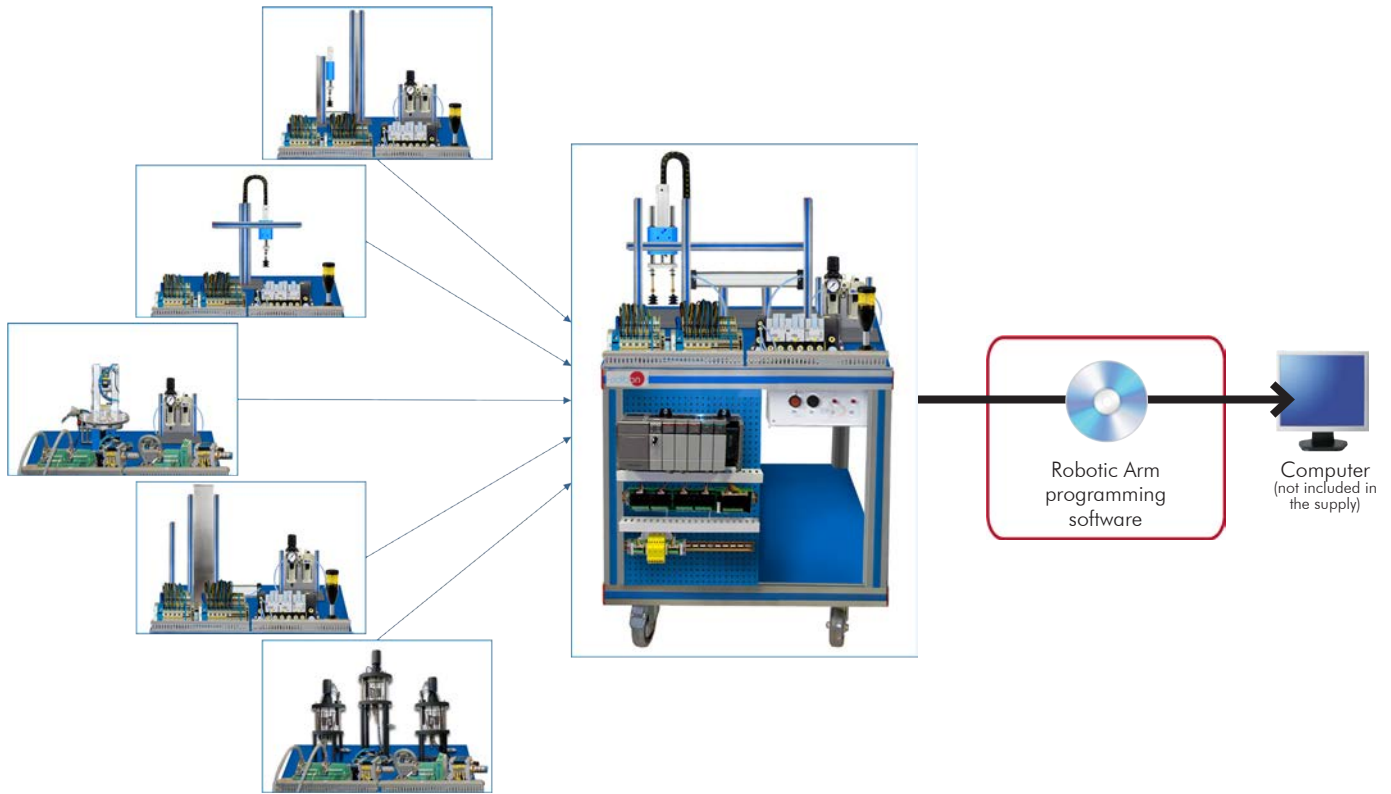 Robotic Arm
programming
software
Computer
(not included in
the supply)